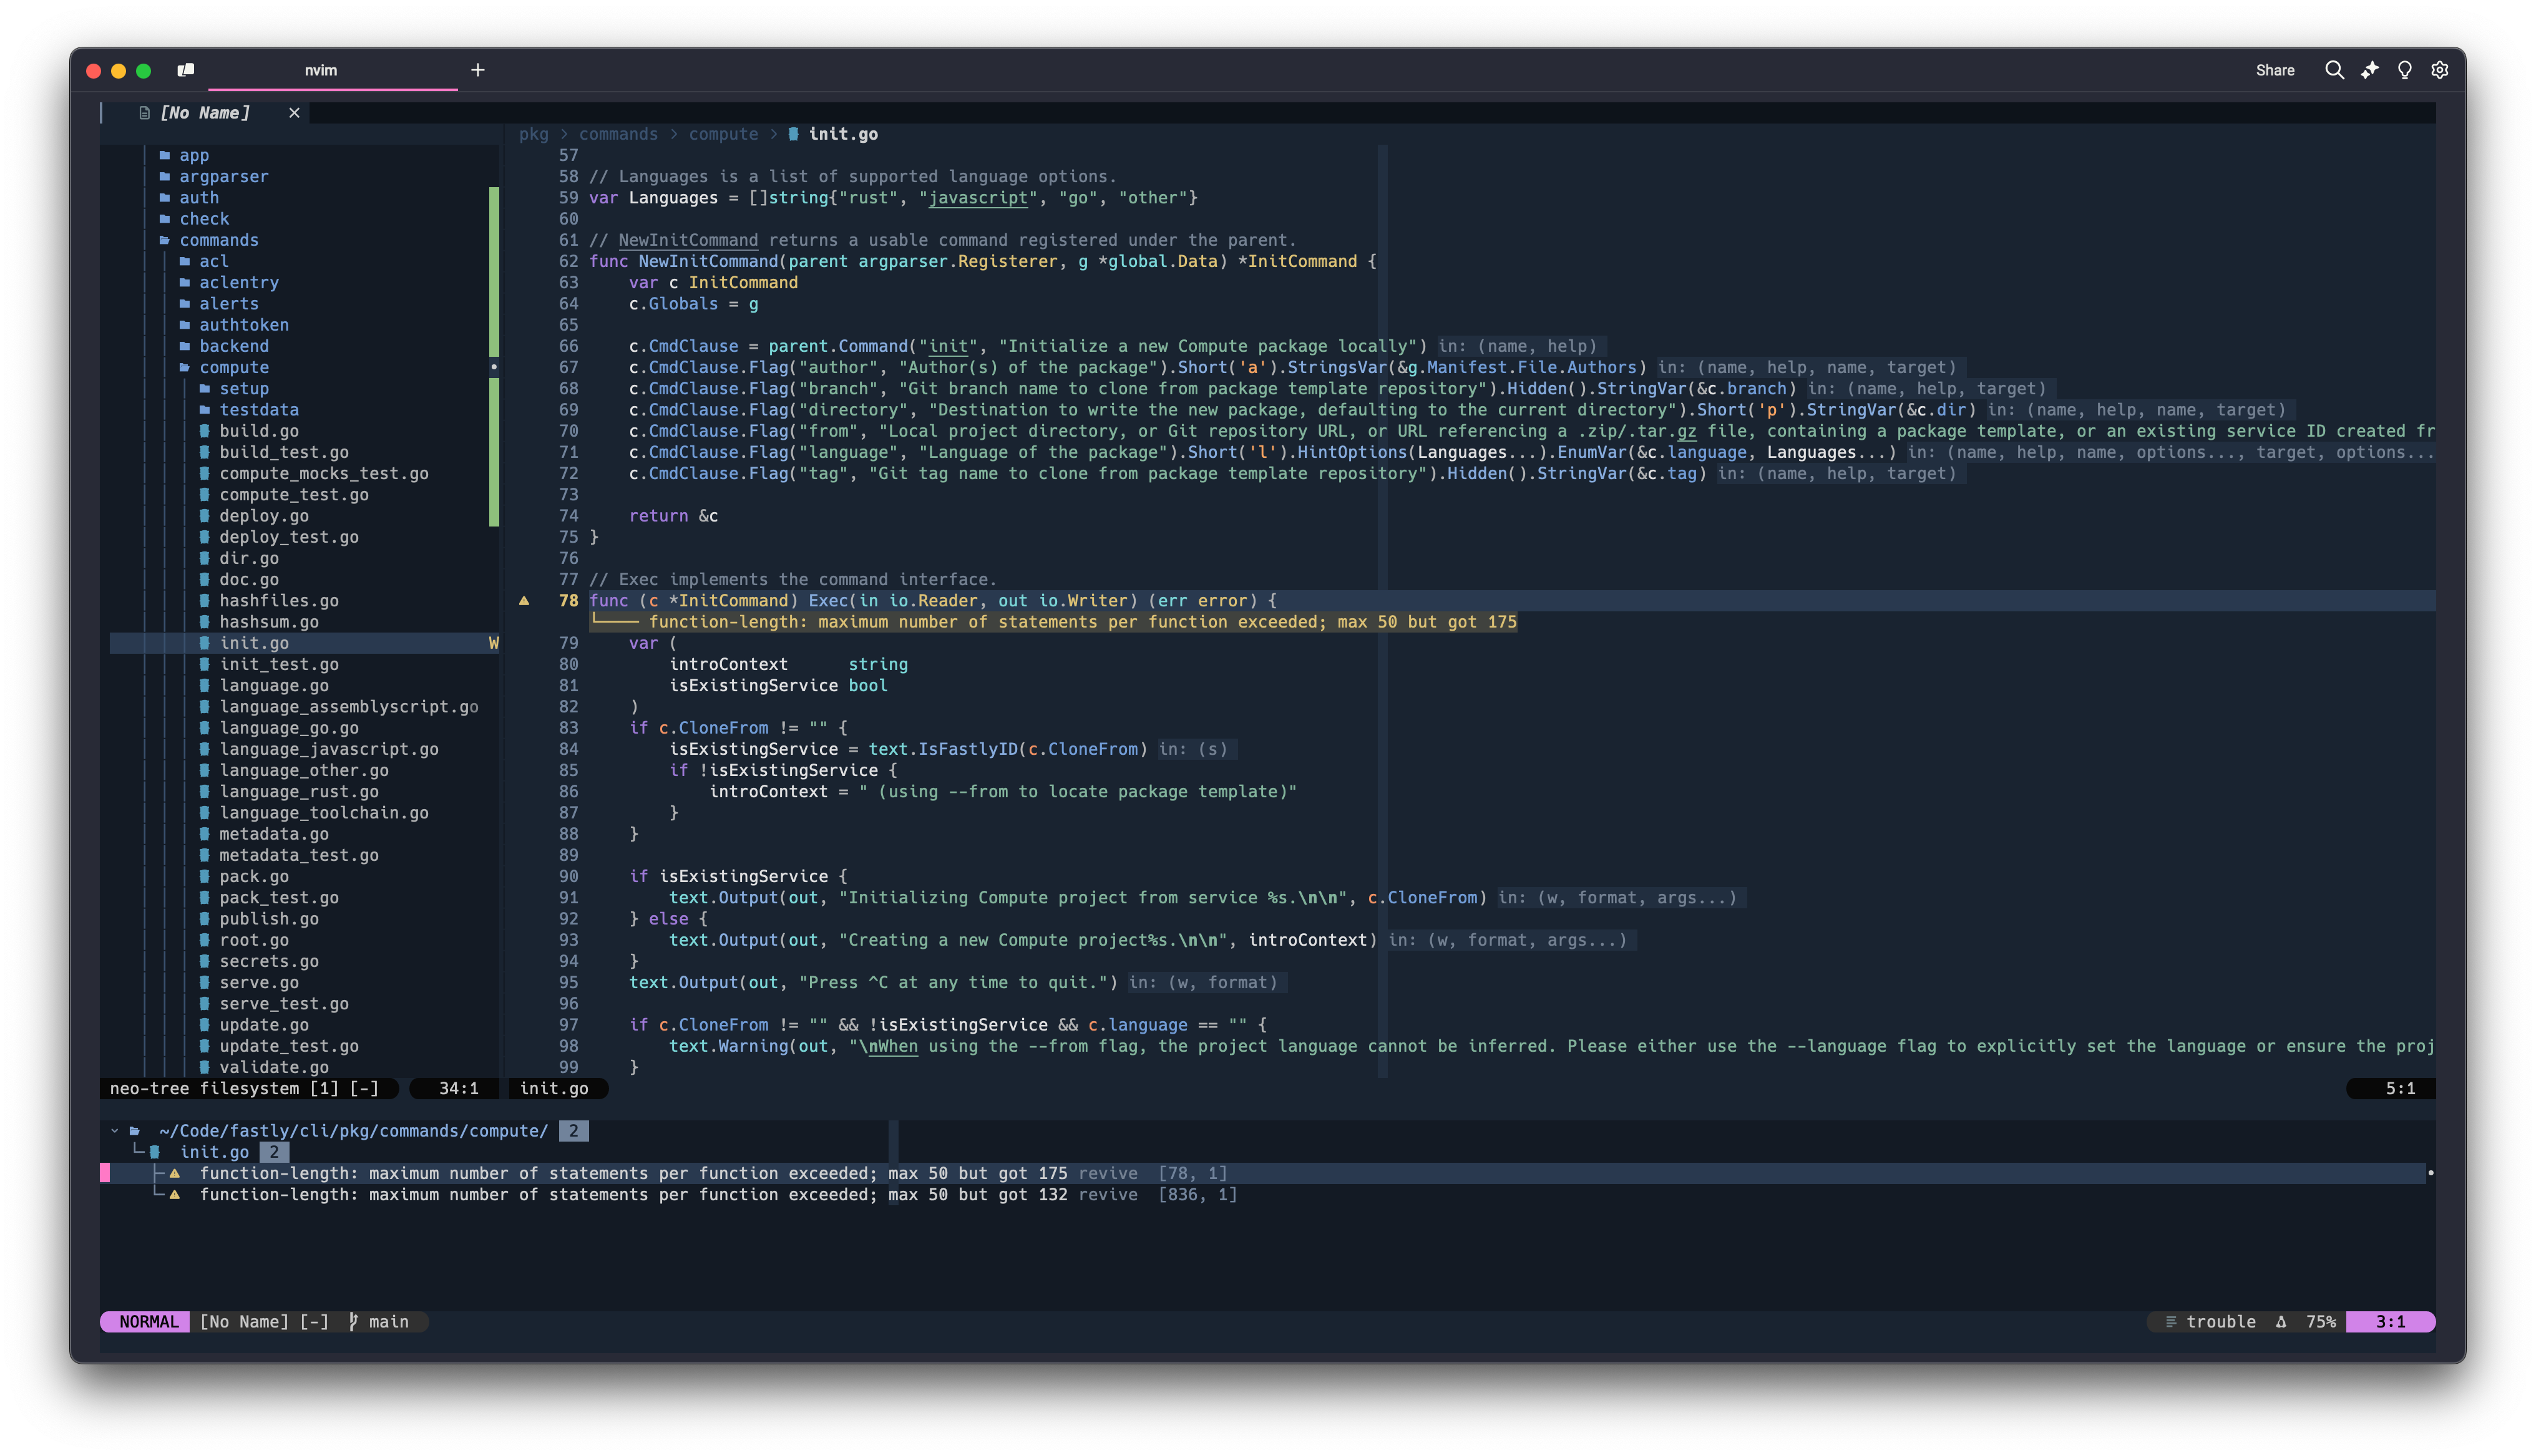 nvim
+
Share
[No Name] ×
app
argparser
auth
check
commands
acl
aclentry
alerts
authtoken
backend
compute
setup
testdata
build.go
build_test.go
compute_mocks_test.go
compute_test.go
deploy.go
deploy_test.go
dir.go
doc.go
hashfiles.go
hashsum.go
init.go W
init_test.go
language.go
language_assemblyscript.go
language_go.go
language_javascript.go
language_other.go
language_rust.go
language_toolchain.go
metadata.go
metadata_test.go
pack.go
pack_test.go
publish.go
root.go
secrets.go
serve.go
serve_test.go
update.go
update_test.go
validate.go
neo-tree filesystem [1] [-] 34:1
pkg > commands > compute > init.go
57
58 // Languages is a list of supported language options.
59 var Languages = []string{"rust", "javascript", "go", "other"}
60
61 // NewInitCommand returns a usable command registered under the parent.
62 func NewInitCommand(parent argparser.Registerer, g *global.Data) *InitCommand {
63     var c InitCommand
64     c.Globals = g
65
66     c.CmdClause = parent.Command("init", "Initialize a new Compute package locally") in: (name, help)
67     c.CmdClause.Flag("author", "Author(s) of the package").Short('a').StringsVar(&g.Manifest.File.Authors) in: (name, help, name, target)
68     c.CmdClause.Flag("branch", "Git branch name to clone from package template repository").Hidden().StringVar(&c.branch) in: (name, help, target)
69     c.CmdClause.Flag("directory", "Destination to write the new package, defaulting to the current directory").Short('p').StringVar(&c.dir) in: (name, help, name, target)
70     c.CmdClause.Flag("from", "Local project directory, or Git repository URL, or URL referencing a .zip/.tar.gz file, containing a package template, or an existing service ID created fr
71     c.CmdClause.Flag("language", "Language of the package").Short('l').HintOptions(Languages...).EnumVar(&c.language, Languages...) in: (name, help, name, options..., target, options...
72     c.CmdClause.Flag("tag", "Git tag name to clone from package template repository").Hidden().StringVar(&c.tag) in: (name, help, target)
73
74     return &c
75 }
76
77 // Exec implements the command interface.
78 func (c *InitCommand) Exec(in io.Reader, out io.Writer) (err error) {
└──── function-length: maximum number of statements per function exceeded; max 50 but got 175
79     var (
80         introContext      string
81         isExistingService bool
82     )
83     if c.CloneFrom != "" {
84         isExistingService = text.IsFastlyID(c.CloneFrom) in: (s)
85         if !isExistingService {
86             introContext = " (using --from to locate package template)"
87         }
88     }
89
90     if isExistingService {
91         text.Output(out, "Initializing Compute project from service %s.\n\n", c.CloneFrom) in: (w, format, args...)
92     } else {
93         text.Output(out, "Creating a new Compute project%s.\n\n", introContext) in: (w, format, args...)
94     }
95     text.Output(out, "Press ^C at any time to quit.") in: (w, format)
96
97     if c.CloneFrom != "" && !isExistingService && c.language == "" {
98         text.Warning(out, "\nWhen using the --from flag, the project language cannot be inferred. Please either use the --language flag to explicitly set the language or ensure the proj
99     }
init.go 5:1
~/Code/fastly/cli/pkg/commands/compute/ 2
init.go 2
function-length: maximum number of statements per function exceeded; max 50 but got 175 revive [78, 1]
function-length: maximum number of statements per function exceeded; max 50 but got 132 revive [836, 1]
NORMAL [No Name] [-] main trouble 75% 3:1